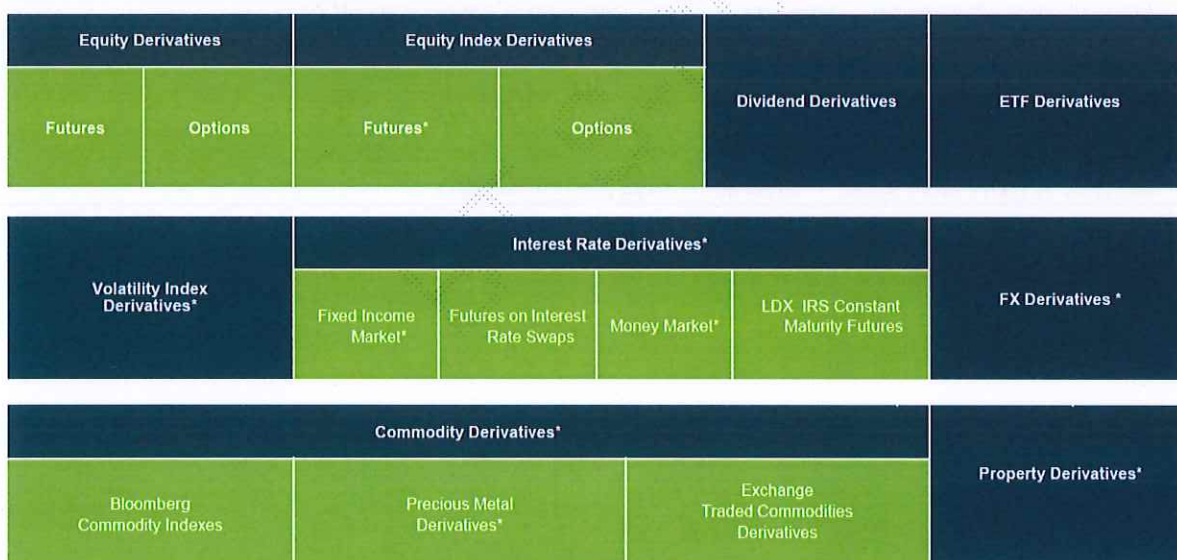 Equity Derivatives
Equity Index Derivatives
Dividend Derivatives
ETF Derivatives
Futures
Options
Futures*
Options
Volatility Index
Derivatives*
Interest Rate Derivatives*
FX Derivatives *
Fixed Income
Market*
Futures on Interest
Rate Swaps
Money Market*
LDX IRS Constant
Maturity Futures
Commodity Derivatives*
Property Derivatives*
Bloomberg
Commodity Indexes
Precious Metal
Derivatives*
Exchange
Traded Commodities
Derivatives